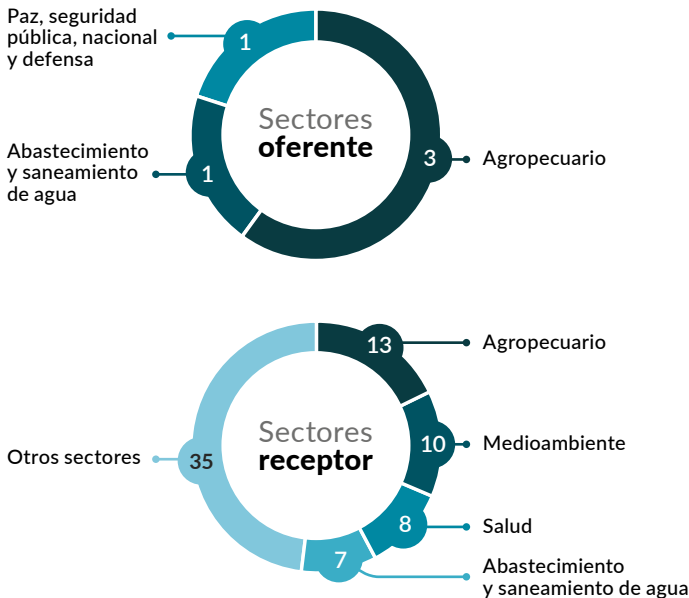 Paz, seguridad
pública, nacional
y defensa
1
Sectores
oferente
Abastecimiento
y saneamiento
de agua
1
3
Agropecuario
13
Agropecuario
Sectores
receptor
10
Medioambiente
Otros sectores
35
8
Salud
7
Abastecimiento
y saneamiento de agua